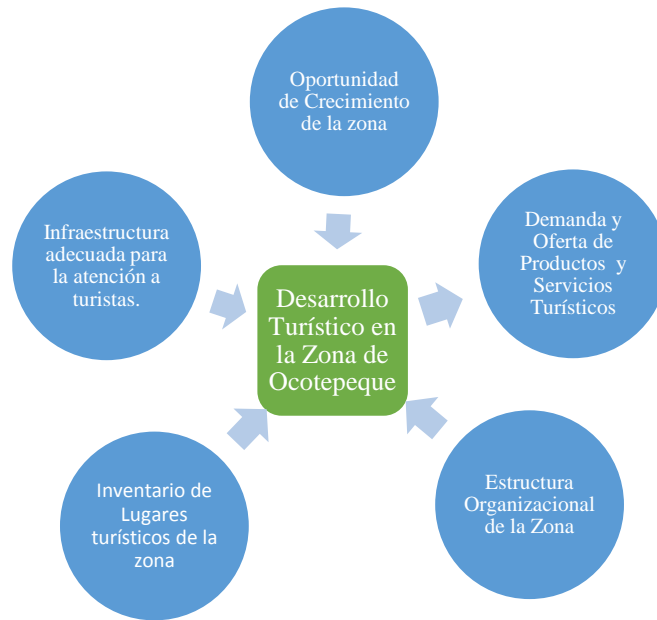 Oportunidad
de Crecimiento
de la zona
Infraestructura
adecuada para
la atención a
turistas.
Demanda y
Oferta de
Productos y
Servicios
Turísticos
Desarrollo
Turístico en
la Zona de
Ocotepeque
Inventario de
Lugares
turísticos de la
zona
Estructura
Organizacional
de la Zona